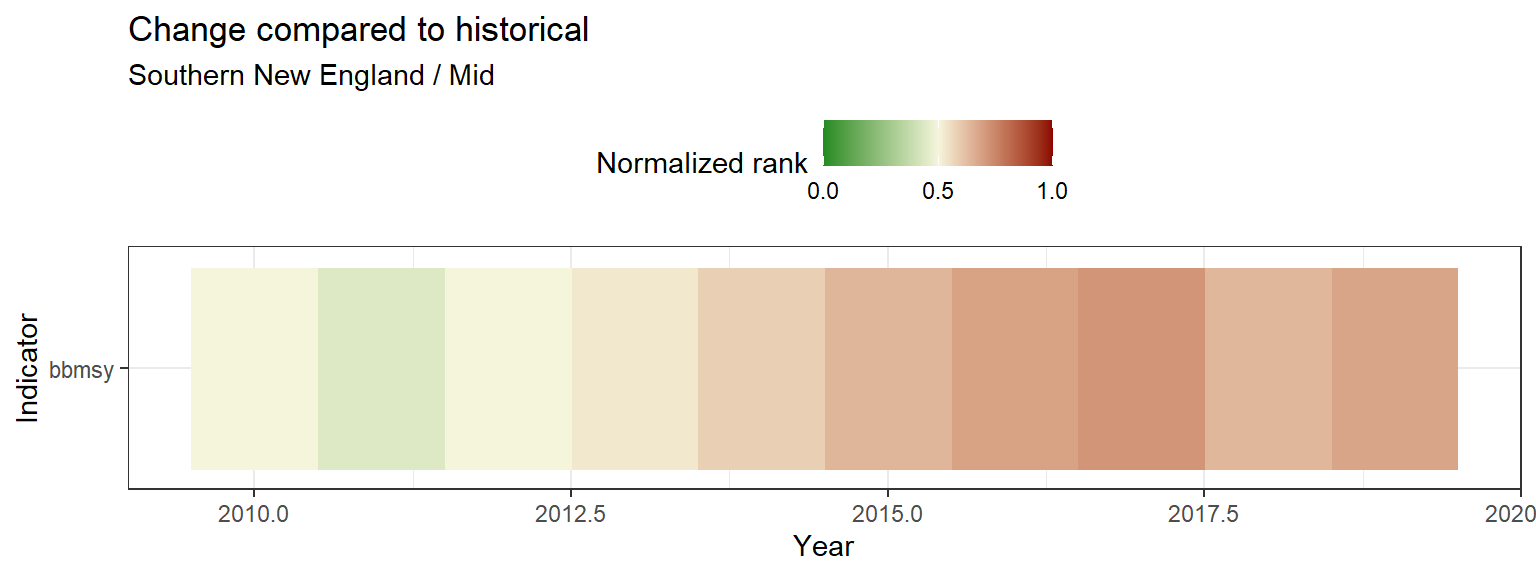 Change compared to historical
Southern New England / Mid
Normalized rank
0.0 0.5 1.0
Indicator
bbmsy
2010.0 2012.5 2015.0 2017.5 2020
Year